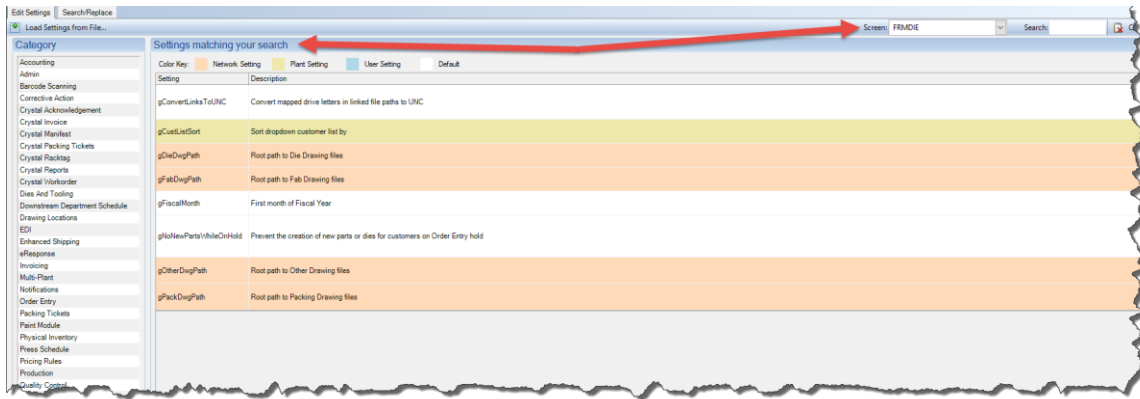 Edit Settings Search/Replace
Load Settings from File... Screen: FRMDIE Search:
Category Settings matching your search
Color Key: Network Setting Plant Setting User Setting Default
Setting Description
Accounting
Admin
Barcode Scanning
Corrective Action
Crystal Acknowledgement
Crystal Invoice
Crystal Manifest
Crystal Packing Tickets
Crystal Racktag
Crystal Reports
Crystal Workorder
Dies And Tooling
Downstream Department Schedule
Drawing Locations
EDI
Enhanced Shipping
eResponse
Invoicing
Multi-Plant
Notifications
Order Entry
Packing Tickets
Paint Module
Physical Inventory
Press Schedule
Pricing Rules
Production
Quality Control
gConvertLinksToUNC Convert mapped drive letters in linked file paths to UNC
gCustListSort Sort dropdown customer list by
gDieDwgPath Root path to Die Drawing files
gFabDwgPath Root path to Fab Drawing files
gFiscalMonth First month of Fiscal Year
gNoNewPartsWhileOnHold Prevent the creation of new parts or dies for customers on Order Entry hold
gOtherDwgPath Root path to Other Drawing files
gPackDwgPath Root path to Packing Drawing files